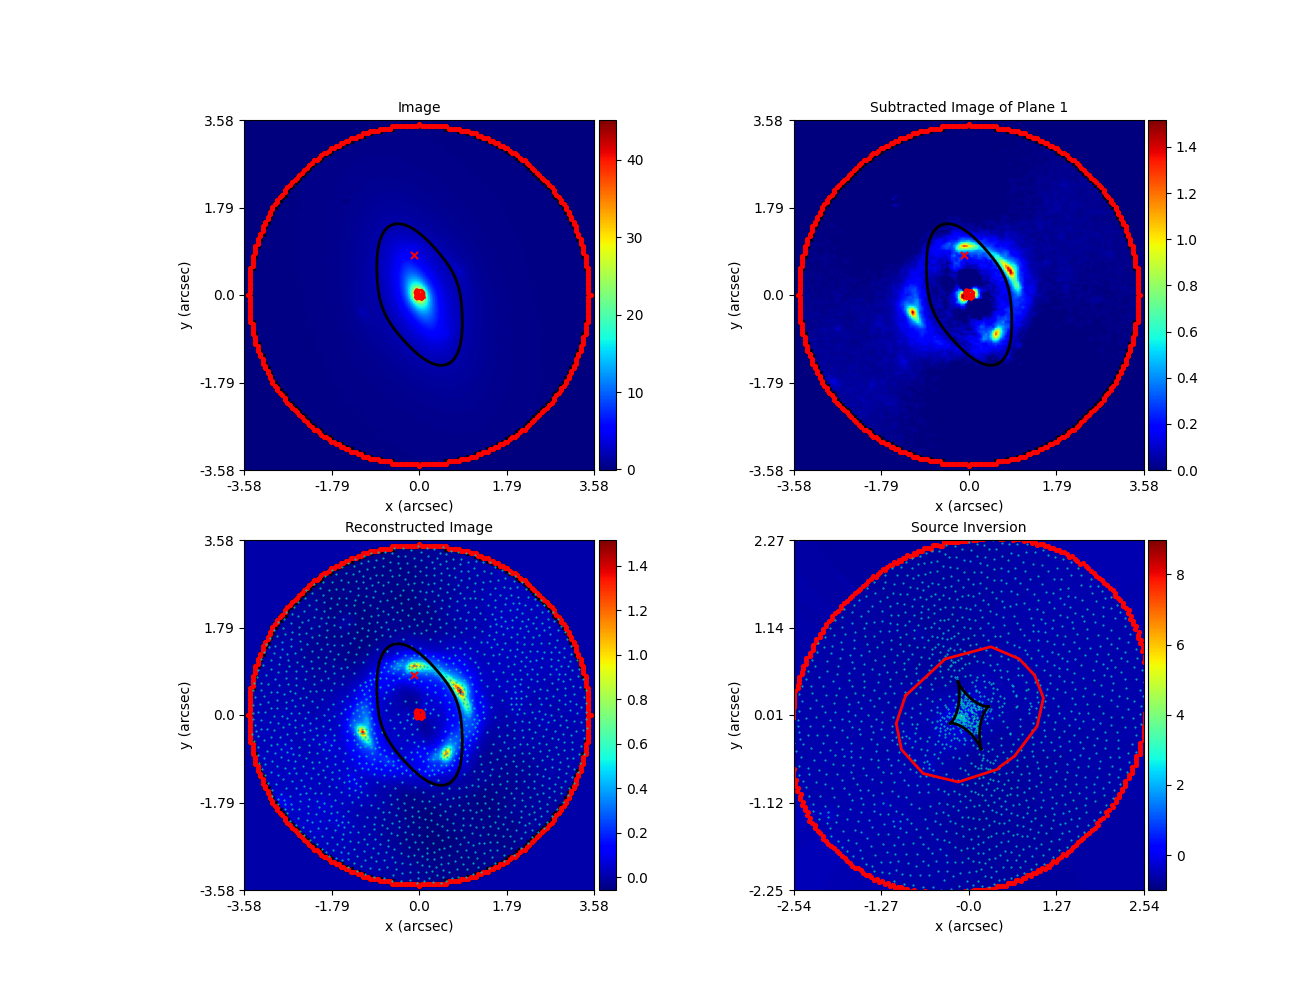 Image
3.58
1.79
0.0
-1.79
-3.58
y (arcsec)
-3.58 -1.79 0.0 1.79 3.58
x (arcsec)
40
30
20
10
0
Subtracted Image of Plane 1
3.58
1.79
0.0
-1.79
-3.58
y (arcsec)
-3.58 -1.79 0.0 1.79 3.58
x (arcsec)
1.4
1.2
1.0
0.8
0.6
0.4
0.2
0.0
Reconstructed Image
3.58
1.79
0.0
-1.79
-3.58
y (arcsec)
-3.58 -1.79 0.0 1.79 3.58
x (arcsec)
1.4
1.2
1.0
0.8
0.6
0.4
0.2
0.0
Source Inversion
2.27
1.14
0.01
-1.12
-2.25
y (arcsec)
-2.54 -1.27 -0.0 1.27 2.54
x (arcsec)
8
6
4
2
0